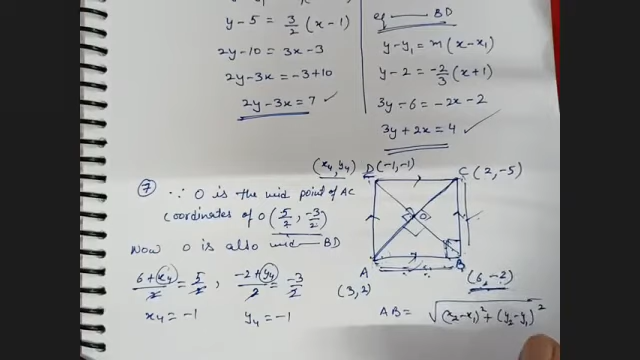 y-5 = 3/2 (x-1)
2y-10 = 3x-3
2y-3x = -3+10
2y-3x = 7 ✓
BD
y-y₁ = m(x-x₁)
y-2 = -2/3 (x+1)
3y-6 = -2x-2
3y+2x = 4 ✓
⑦ ∵ O is the mid point of AC
Coordinates of O (5/2, -3/2)
Now O is also mid BD
(6+x₄)/2 = 5/2 , (-2+y₄)/2 = -3/2
x₄ = -1 y₄ = -1
(x₄, y₄) D (-1, -1) C (2, -5)
O
A B
(3, 2) (6, -2)
AB = √((x₂-x₁)² + (y₂-y₁)²)